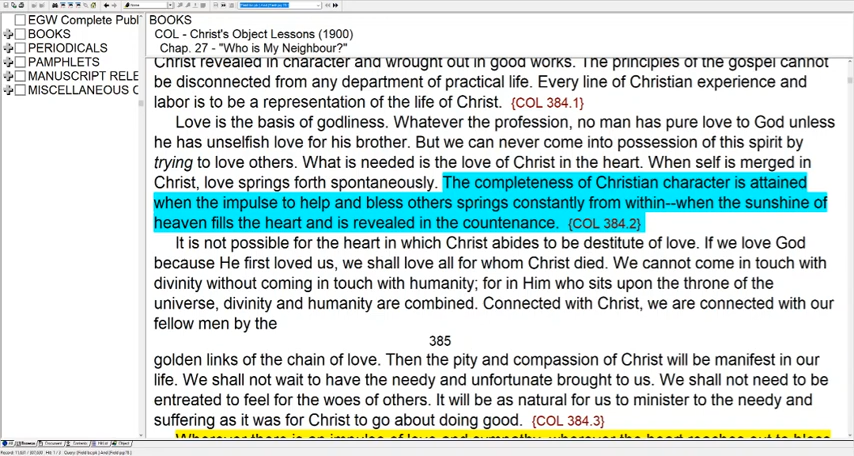 EGW Complete Publ
BOOKS
PERIODICALS
PAMPHLETS
MANUSCRIPT RELE
MISCELLANEOUS C
BOOKS
COL - Christ's Object Lessons (1900)
Chap. 27 - "Who is My Neighbour?"
Christ revealed in character and wrought out in good works. The principles of the gospel cannot
be disconnected from any department of practical life. Every line of Christian experience and
labor is to be a representation of the life of Christ. {COL 384.1}
Love is the basis of godliness. Whatever the profession, no man has pure love to God unless
he has unselfish love for his brother. But we can never come into possession of this spirit by
trying to love others. What is needed is the love of Christ in the heart. When self is merged in
Christ, love springs forth spontaneously. The completeness of Christian character is attained
when the impulse to help and bless others springs constantly from within--when the sunshine of
heaven fills the heart and is revealed in the countenance. {COL 384.2}
It is not possible for the heart in which Christ abides to be destitute of love. If we love God
because He first loved us, we shall love all for whom Christ died. We cannot come in touch with
divinity without coming in touch with humanity; for in Him who sits upon the throne of the
universe, divinity and humanity are combined. Connected with Christ, we are connected with our
fellow men by the
385
golden links of the chain of love. Then the pity and compassion of Christ will be manifest in our
life. We shall not wait to have the needy and unfortunate brought to us. We shall not need to be
entreated to feel for the woes of others. It will be as natural for us to minister to the needy and
suffering as it was for Christ to go about doing good. {COL 384.3}
Wherever there is an impulse of love and sympathy, wherever the heart reaches out to bless